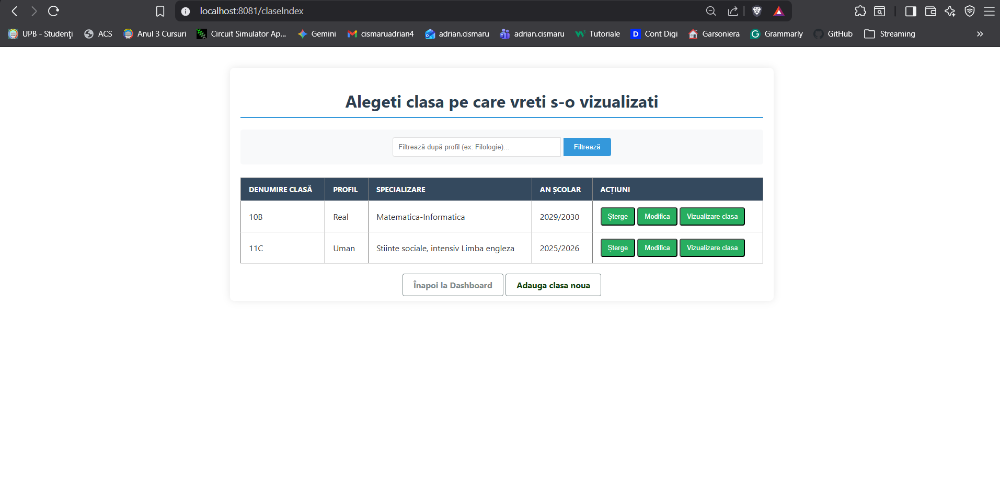 localhost:8081/claseIndex
UPB - Studenți ACS Anul 3 Cursuri Circuit Simulator Ap... Gemini cismaruadrian4 adrian.cismaru adrian.cismaru Tutoriale D Cont Digi Garsoniera Grammarly GitHub Streaming »
Alegeti clasa pe care vreti s-o vizualizati
Filtrează după profil (ex: Filologie)... Filtrează
DENUMIRE CLASĂ PROFIL SPECIALIZARE AN ȘCOLAR ACȚIUNI
10B Real Matematica-Informatica 2029/2030 Șterge Modifica Vizualizare clasa
11C Uman Stiinte sociale, intensiv Limba engleza 2025/2026 Șterge Modifica Vizualizare clasa
Înapoi la Dashboard Adauga clasa noua